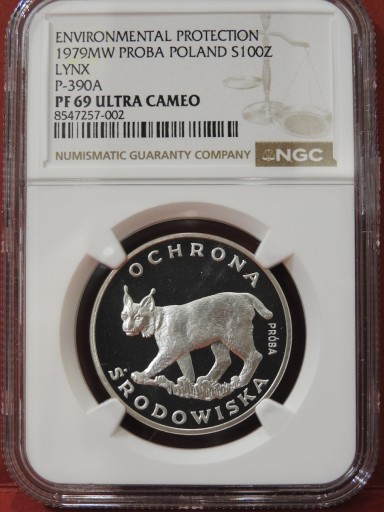 ENVIRONMENTAL PROTECTION
1979MW PROBA POLAND S100Z
LYNX
P-390A
PF 69 ULTRA CAMEO
8547257-002
NUMISMATIC GUARANTY COMPANY NGC
OCHRONA
PRÓBA
ŚRODOWISKA